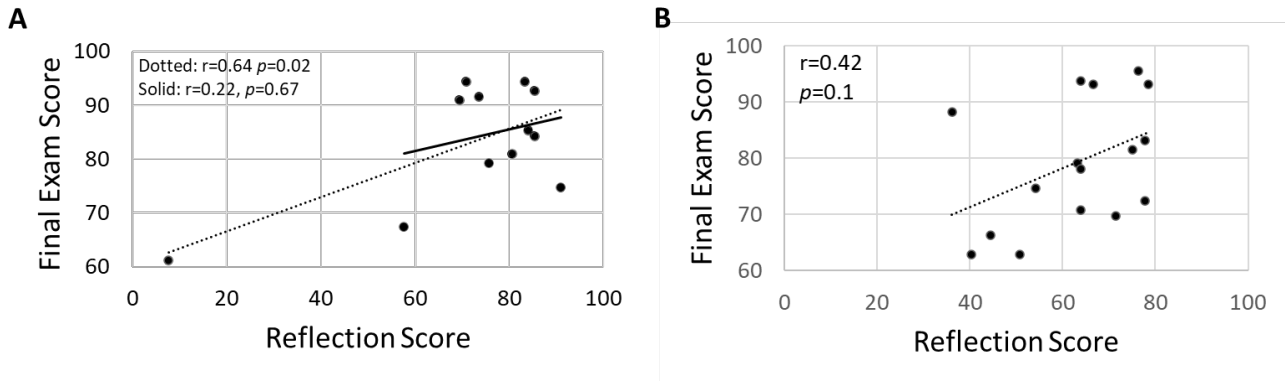 A
Final Exam Score
100
90
80
70
60
Dotted: r=0.64 p=0.02
Solid: r=0.22, p=0.67
0 20 40 60 80 100
Reflection Score
B
Final Exam Score
100
90
80
70
60
r=0.42
p=0.1
0 20 40 60 80 100
Reflection Score